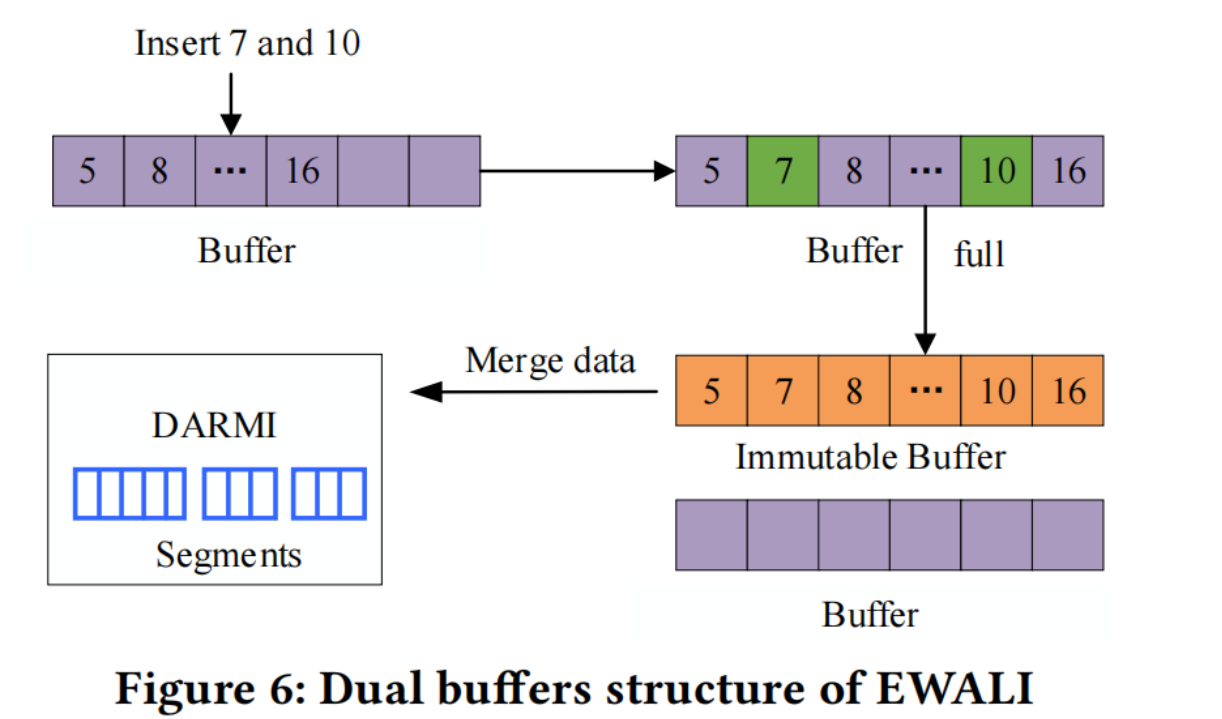 Insert 7 and 10
5 8 ... 16
5 7 8 ... 10 16
Buffer
Buffer full
Merge data
5 7 8 ... 10 16
DARMI
Immutable Buffer
Segments
Buffer
Figure 6: Dual buffers structure of EWALI